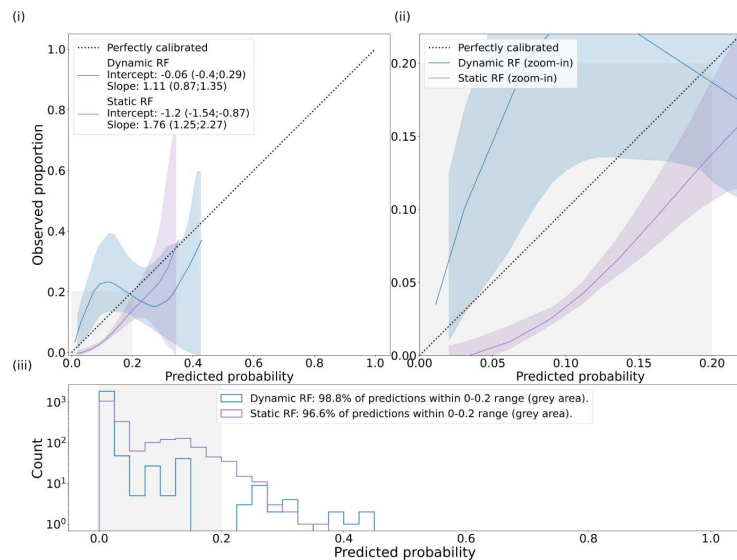 (i)
1.0
0.8
0.6
0.4
0.2
0.0
Observed proportion
Perfectly calibrated
Dynamic RF
Intercept: -0.06 (-0.4;0.29)
Slope: 1.11 (0.87;1.35)
Static RF
Intercept: -1.2 (-1.54;-0.87)
Slope: 1.76 (1.25;2.27)
0.0 0.2 0.4 0.6 0.8 1.0
Predicted probability
(ii)
0.20
0.15
0.10
0.05
0.00
Perfectly calibrated
Dynamic RF (zoom-in)
Static RF (zoom-in)
0.00 0.05 0.10 0.15 0.20
Predicted probability
(iii)
10³
10²
10¹
10⁰
Count
Dynamic RF: 98.8% of predictions within 0-0.2 range (grey area).
Static RF: 96.6% of predictions within 0-0.2 range (grey area).
0.0 0.2 0.4 0.6 0.8 1.0
Predicted probability